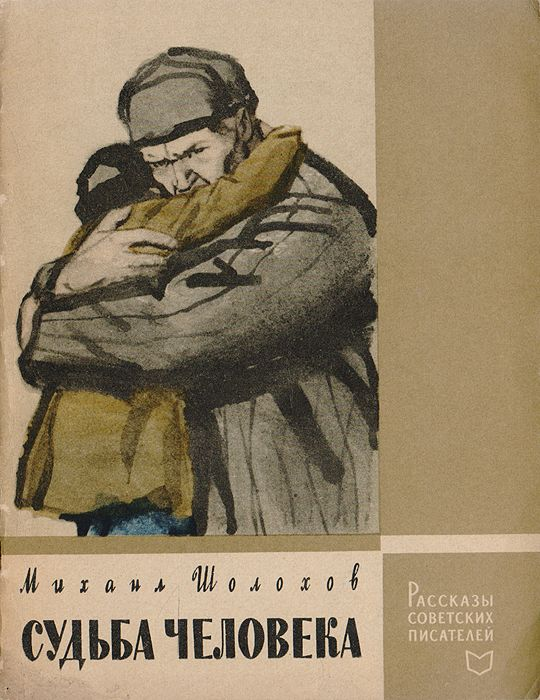 Михаил Шолохов
СУДЬБА ЧЕЛОВЕКА
РАССКАЗЫ
СОВЕТСКИХ
ПИСАТЕЛЕЙ